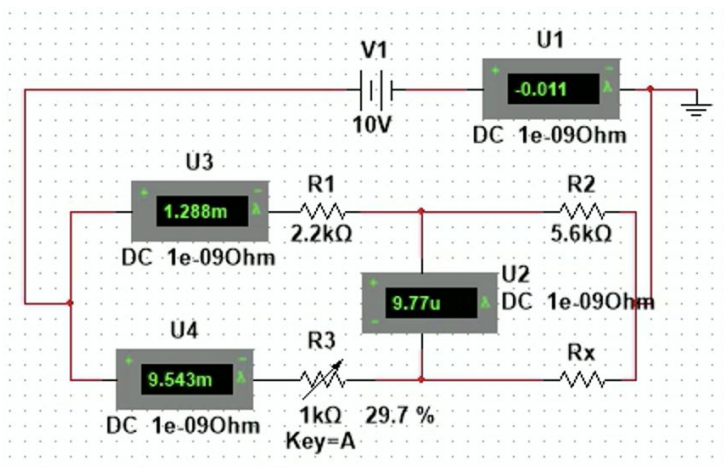 U1
V1
+ -
-0.011 A
10V
DC 1e-09Ohm
U3
R1
R2
+ -
1.288m A
2.2kΩ
5.6kΩ
DC 1e-09Ohm
U2
+
9.77u A
-
DC 1e-09Ohm
U4
R3
Rx
+ -
9.543m A
1kΩ 29.7 %
DC 1e-09Ohm
Key=A